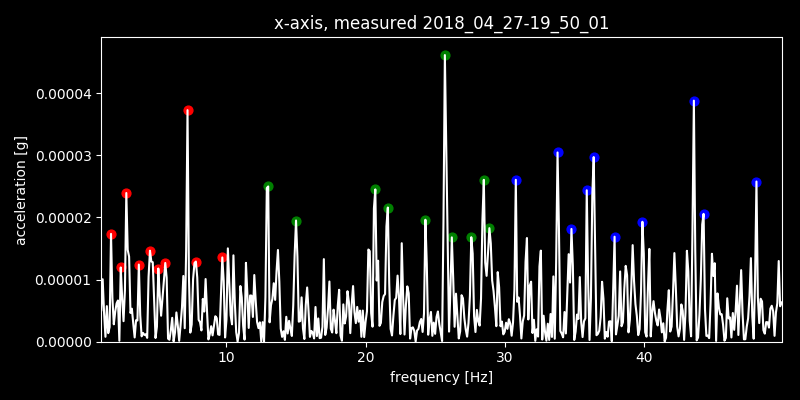 x-axis, measured 2018_04_27-19_50_01
0.00004
0.00003
0.00002
0.00001
0.00000
acceleration [g]
10 20 30 40
frequency [Hz]